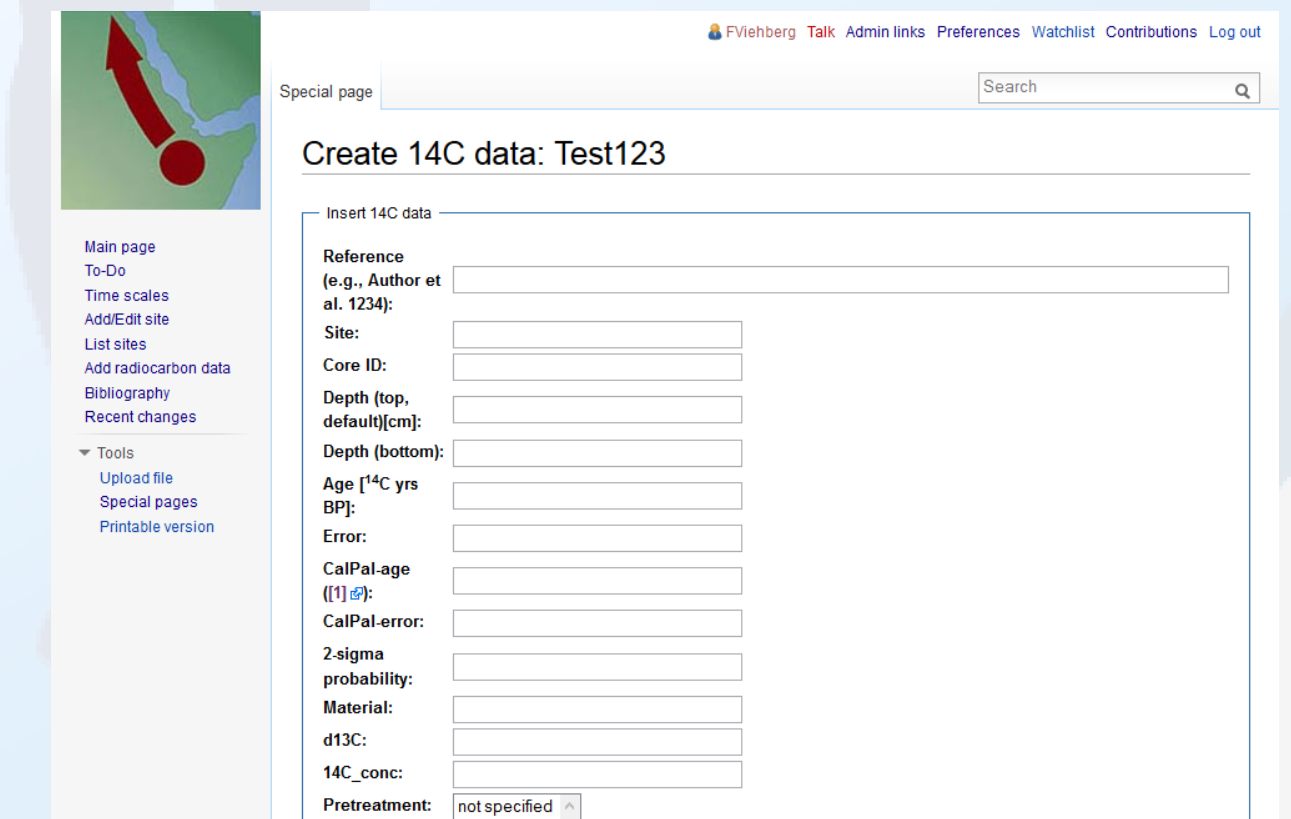 FViehberg Talk Admin links Preferences Watchlist Contributions Log out
Special page
Search
Create 14C data: Test123
Insert 14C data
Main page
To-Do
Time scales
Add/Edit site
List sites
Add radiocarbon data
Bibliography
Recent changes
Tools
Upload file
Special pages
Printable version
Reference
(e.g., Author et
al. 1234):
Site:
Core ID:
Depth (top,
default)[cm]:
Depth (bottom):
Age [¹⁴C yrs
BP]:
Error:
CalPal-age
([1]):
CalPal-error:
2-sigma
probability:
Material:
d13C:
14C_conc:
Pretreatment: not specified